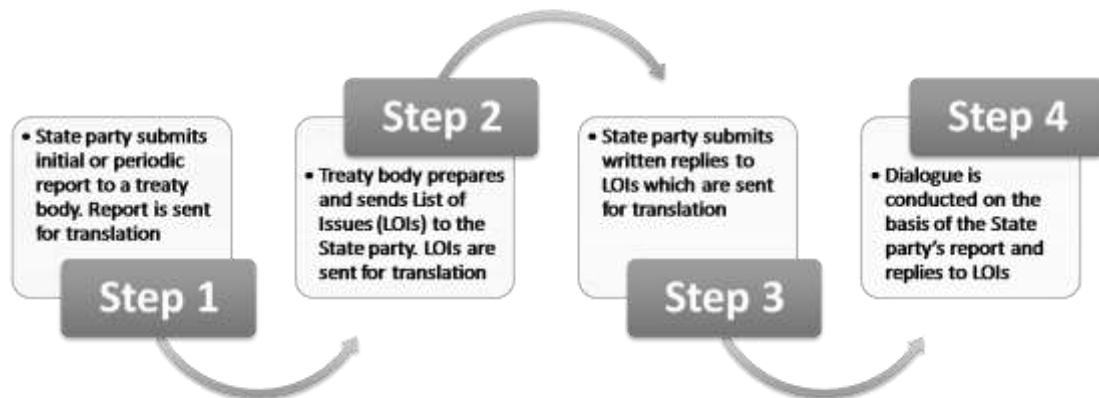 • State party submits
initial or periodic
report to a treaty
body. Report is sent
for translation
Step 1
Step 2
• Treaty body prepares
and sends List of
Issues (LOIs) to the
State party. LOIs are
sent for translation
• State party submits
written replies to
LOIs which are sent
for translation
Step 3
Step 4
• Dialogue is
conducted on the
basis of the State
party's report and
replies to LOIs